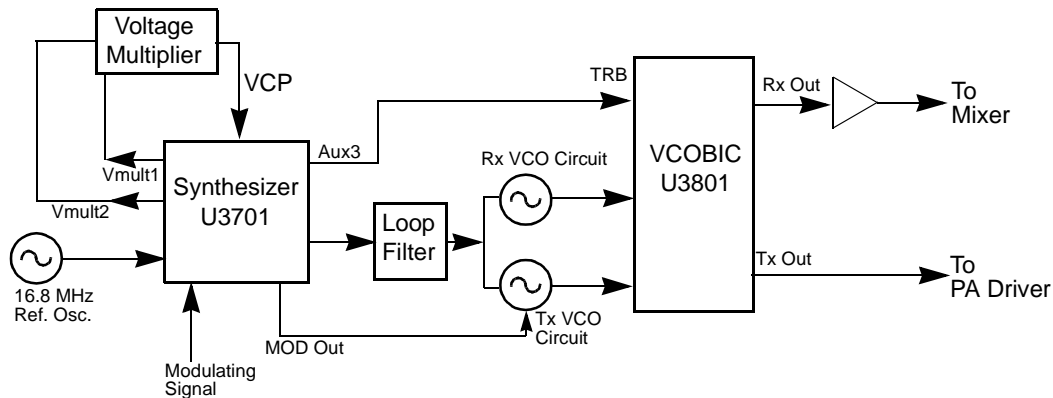 Voltage
Multiplier
VCP
TRB
Rx Out
To
Mixer
Aux3
VCOBIC
U3801
Vmult1
Synthesizer
U3701
Rx VCO Circuit
Vmult2
Loop
Filter
Tx Out
To
PA Driver
16.8 MHz
Ref. Osc.
Tx VCO
Circuit
MOD Out
Modulating
Signal